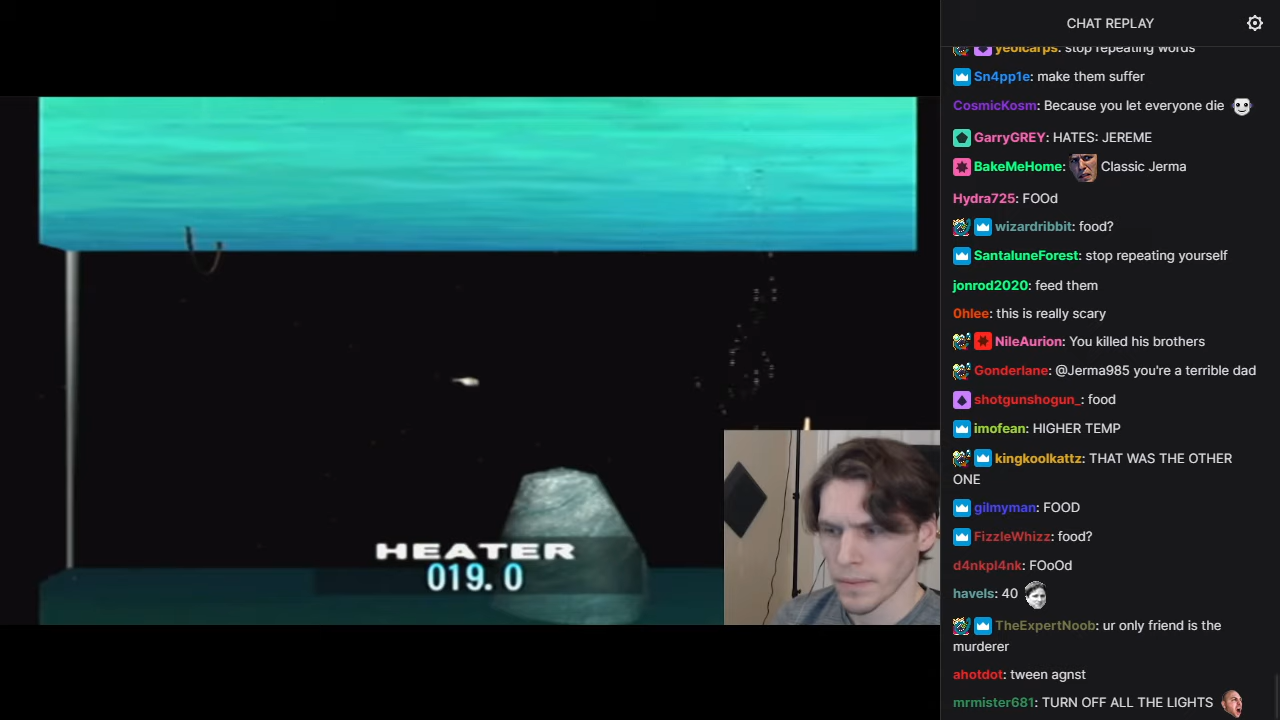 CHAT REPLAY
yeolcarps: stop repeating words
Sn4pp1e: make them suffer
CosmicKosm: Because you let everyone die
GarryGREY: HATES: JEREME
BakeMeHome: Classic Jerma
Hydra725: FOOd
wizardribbit: food?
SantaluneForest: stop repeating yourself
jonrod2020: feed them
0hlee: this is really scary
NileAurion: You killed his brothers
Gonderlane: @Jerma985 you're a terrible dad
shotgunshogun_: food
imofean: HIGHER TEMP
kingkoolkattz: THAT WAS THE OTHER
ONE
gilmyman: FOOD
FizzleWhizz: food?
d4nkpl4nk: FOoOd
havels: 40
TheExpertNoob: ur only friend is the
murderer
ahotdot: tween agnst
mrmister681: TURN OFF ALL THE LIGHTS
HEATER
019. 0